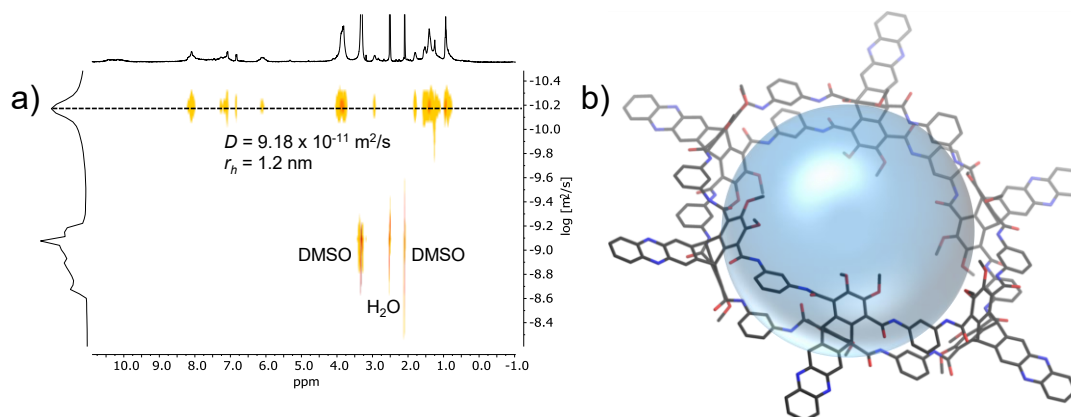 a)
b)
-10.4
-10.2
-10.0
-9.8
-9.6
-9.4
-9.2
-9.0
-8.8
-8.6
-8.4
log [m²/s]
D = 9.18 x 10⁻¹¹ m²/s
r_h = 1.2 nm
DMSO
DMSO
H₂O
10.0 9.0 8.0 7.0 6.0 5.0 4.0 3.0 2.0 1.0 0.0 -1.0
ppm